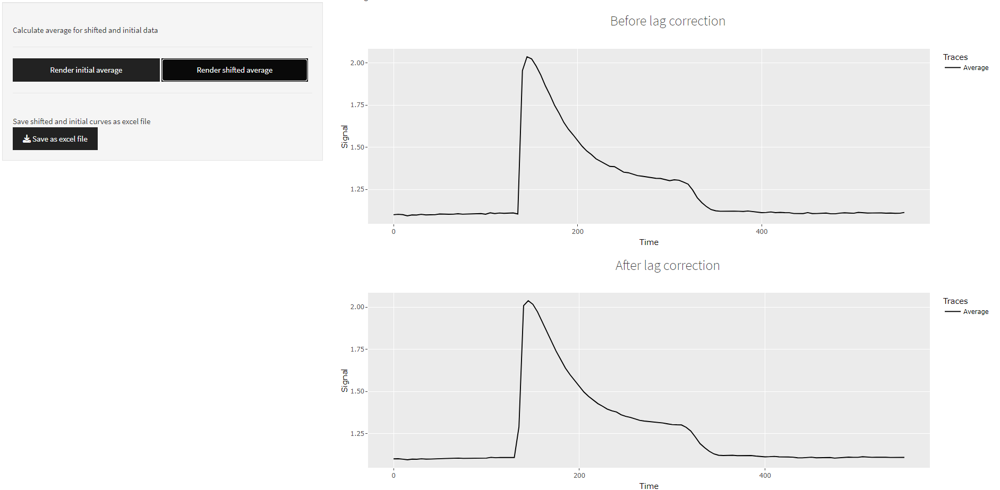 Calculate average for shifted and initial data
Render initial average
Render shifted average
Save shifted and initial curves as excel file
Save as excel file
Before lag correction
2.00
1.75
1.50
1.25
Signal
0
200
400
Time
Traces
Average
After lag correction
2.00
1.75
1.50
1.25
Signal
0
200
400
Time
Traces
Average